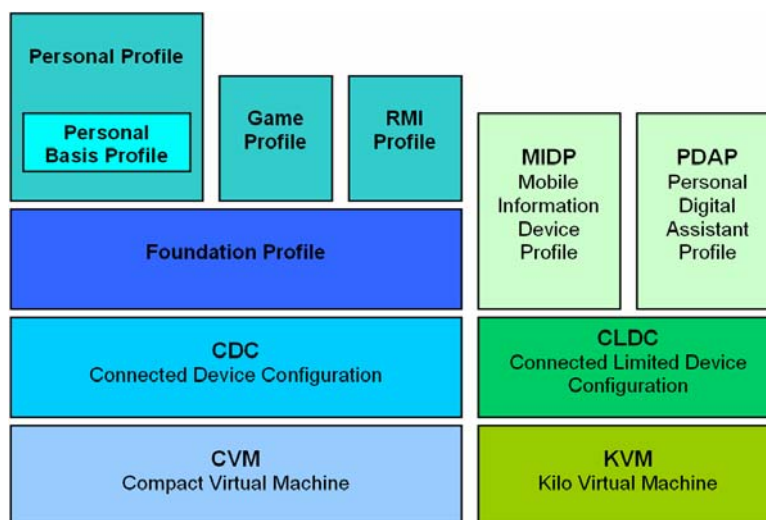 Personal Profile
Personal
Basis Profile
Game
Profile
RMI
Profile
MIDP
Mobile
Information
Device
Profile
PDAP
Personal
Digital
Assistant
Profile
Foundation Profile
CDC
Connected Device Configuration
CLDC
Connected Limited Device
Configuration
CVM
Compact Virtual Machine
KVM
Kilo Virtual Machine